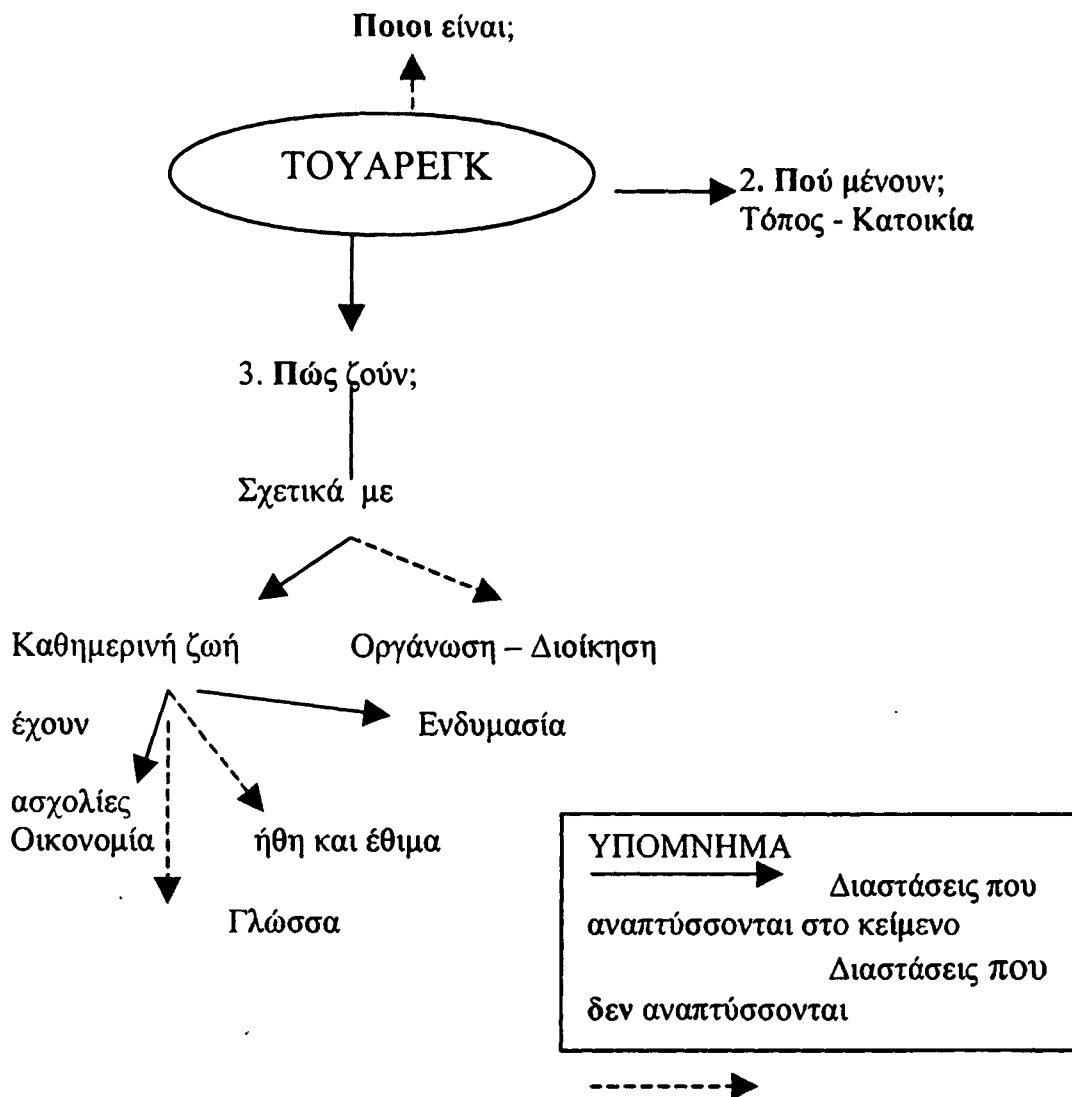 Ποιοι είναι;
ΤΟΥΑΡΕΓΚ
2. Πού μένουν;
Τόπος - Κατοικία
3. Πώς ζούν;
Σχετικά με
Καθημερινή ζωή
Οργάνωση – Διοίκηση
έχουν
Ενδυμασία
ασχολίες
Οικονομία
ήθη και έθιμα
Γλώσσα
ΥΠΟΜΝΗΜΑ
Διαστάσεις που
αναπτύσσονται στο κείμενο
Διαστάσεις που
δεν αναπτύσσονται